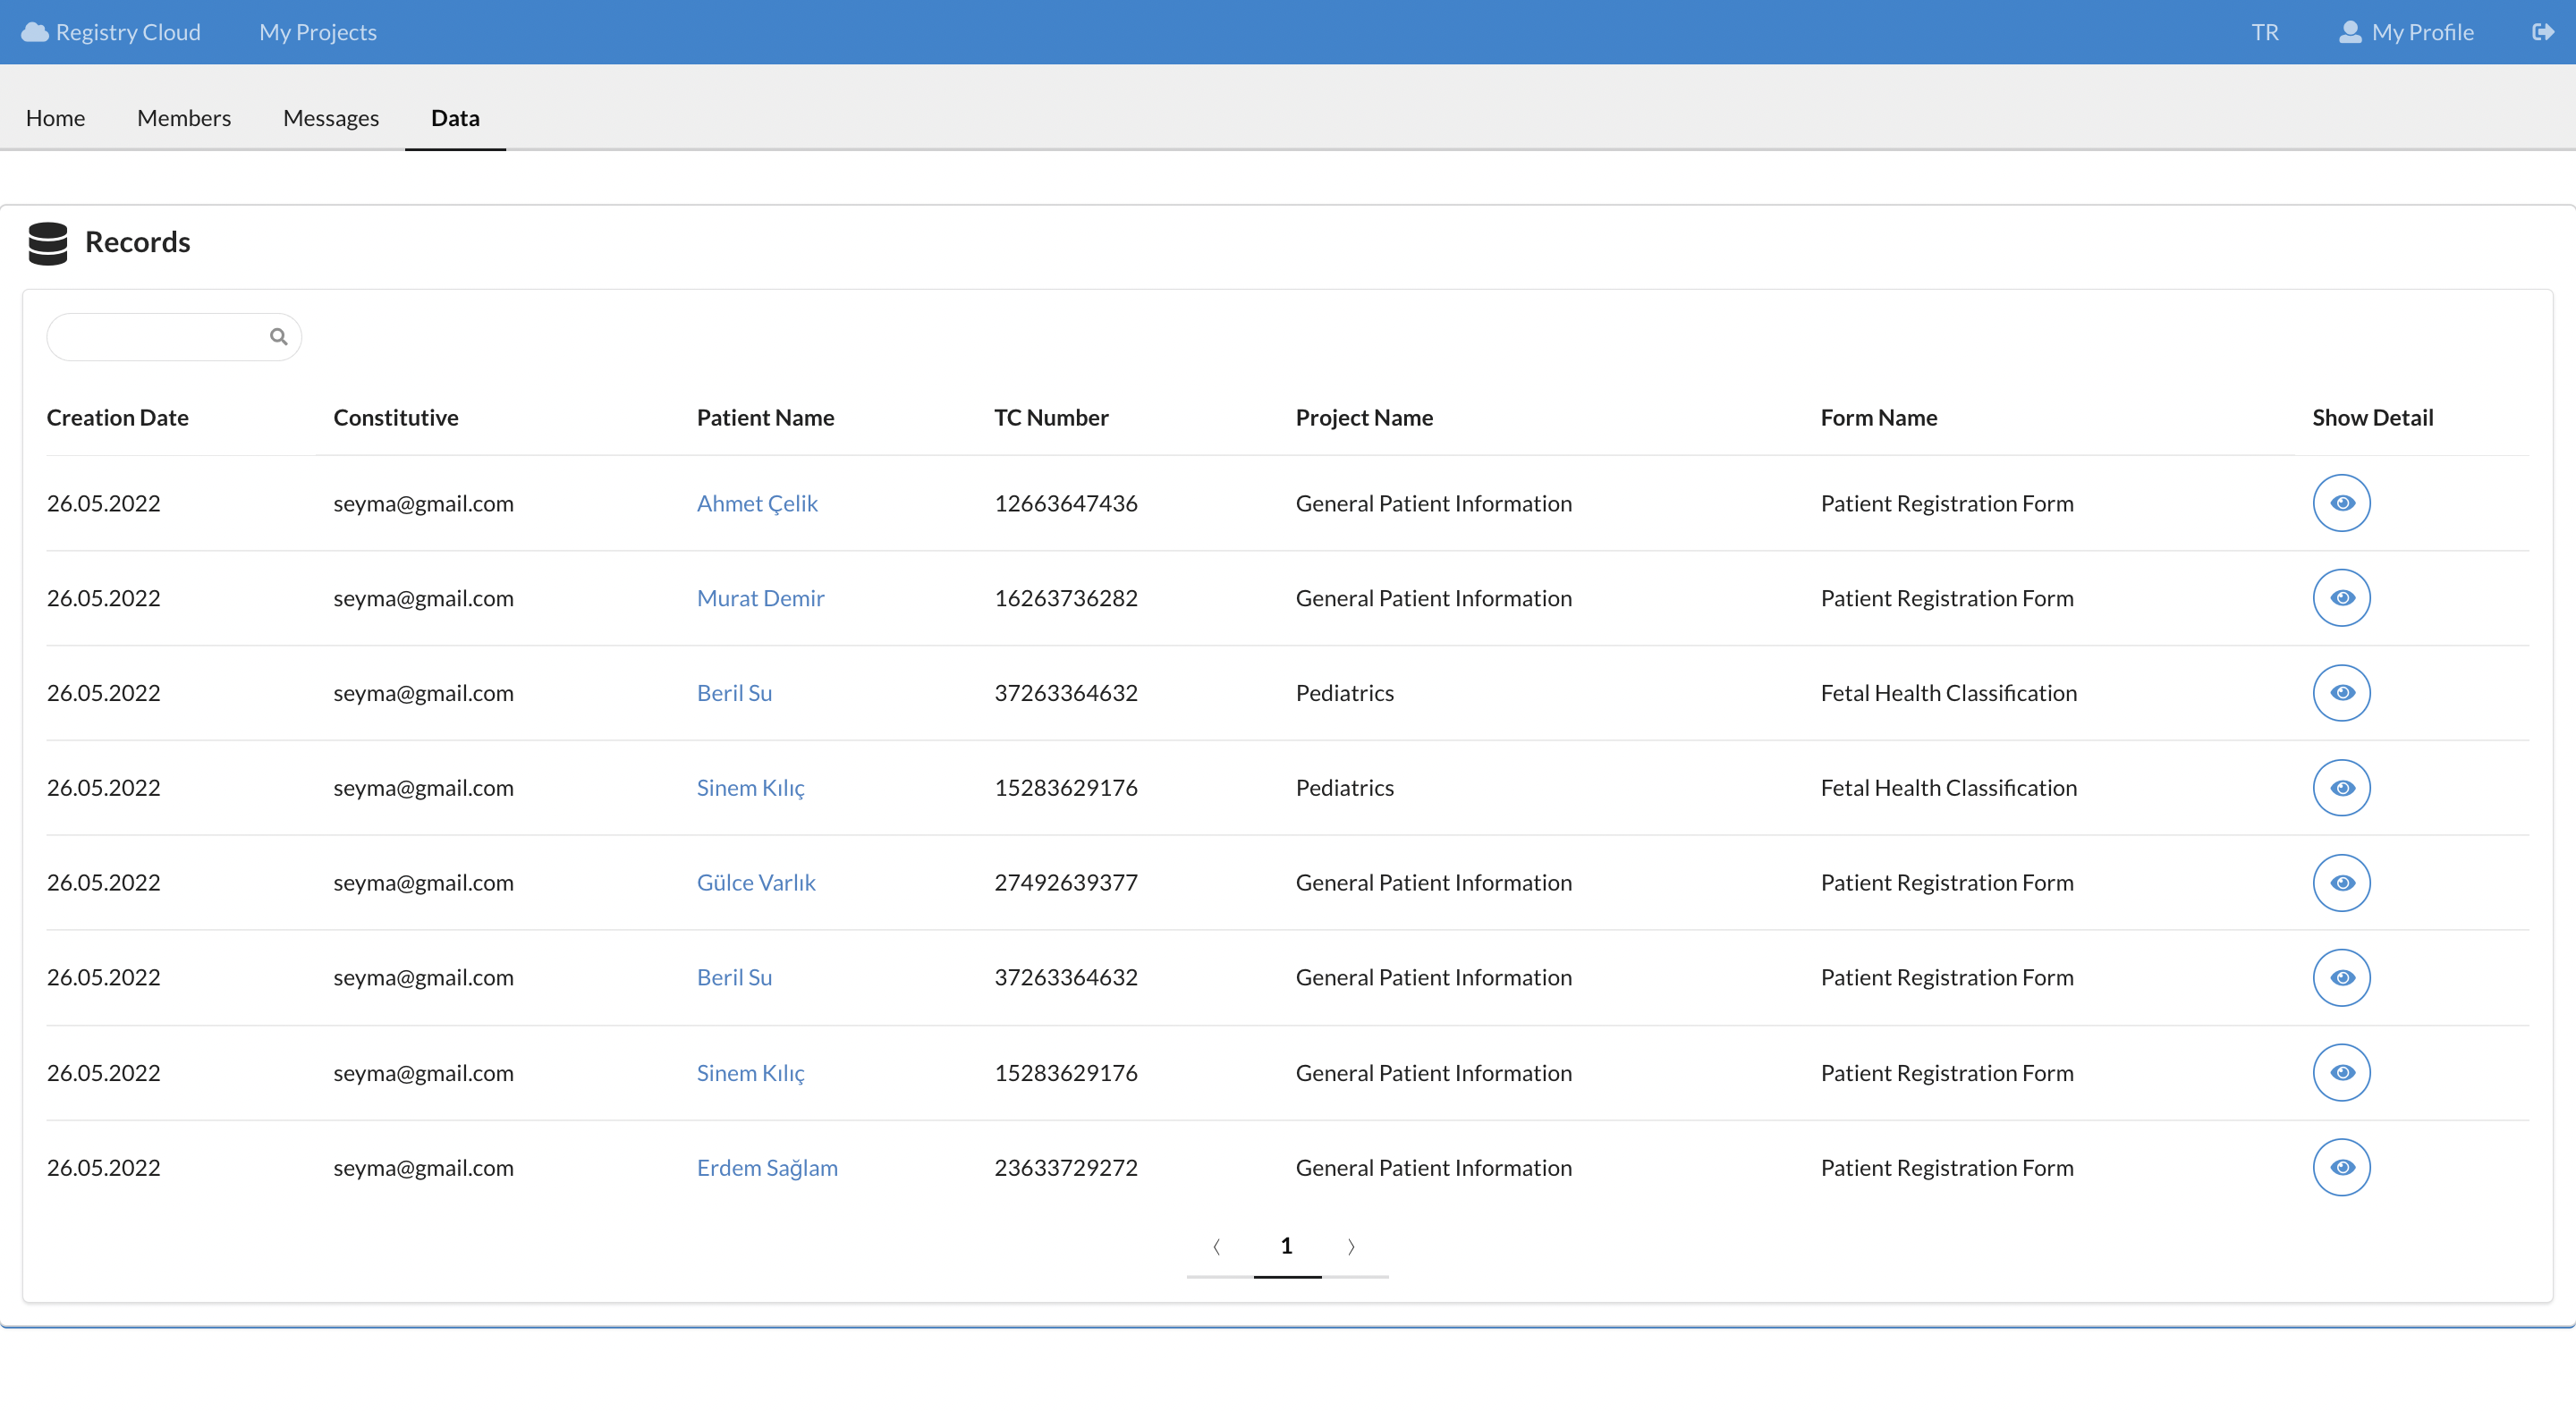 Registry Cloud My Projects TR My Profile
Home Members Messages Data
Records
Creation Date Constitutive Patient Name TC Number Project Name Form Name Show Detail
26.05.2022 seyma@gmail.com Ahmet Çelik 12663647436 General Patient Information Patient Registration Form
26.05.2022 seyma@gmail.com Murat Demir 16263736282 General Patient Information Patient Registration Form
26.05.2022 seyma@gmail.com Beril Su 37263364632 Pediatrics Fetal Health Classification
26.05.2022 seyma@gmail.com Sinem Kılıç 15283629176 Pediatrics Fetal Health Classification
26.05.2022 seyma@gmail.com Gülce Varlık 27492639377 General Patient Information Patient Registration Form
26.05.2022 seyma@gmail.com Beril Su 37263364632 General Patient Information Patient Registration Form
26.05.2022 seyma@gmail.com Sinem Kılıç 15283629176 General Patient Information Patient Registration Form
26.05.2022 seyma@gmail.com Erdem Sağlam 23633729272 General Patient Information Patient Registration Form
1